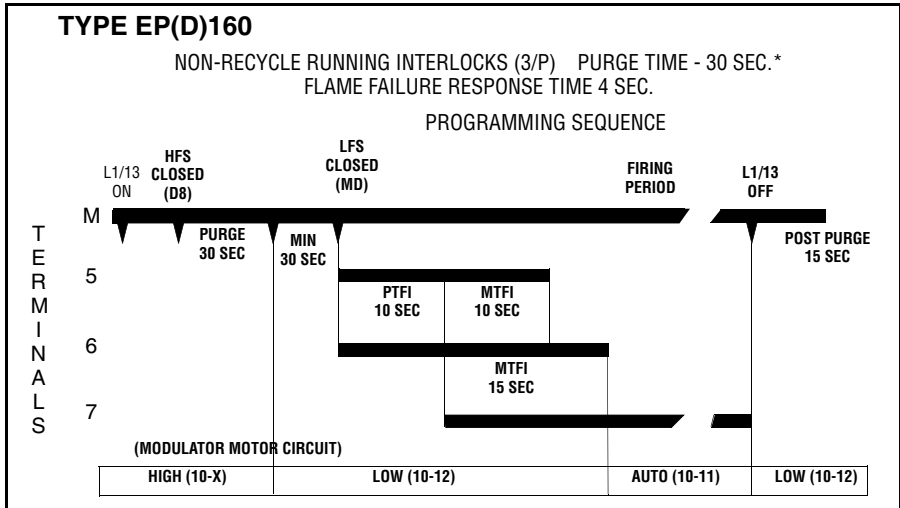 TYPE EP(D)160
NON-RECYCLE RUNNING INTERLOCKS (3/P) PURGE TIME - 30 SEC.*
FLAME FAILURE RESPONSE TIME 4 SEC.
PROGRAMMING SEQUENCE
L1/13
ON
HFS
CLOSED
(D8)
LFS
CLOSED
(MD)
FIRING
PERIOD
L1/13
OFF
TERMINALS
M
PURGE
30 SEC
MIN
30 SEC
POST PURGE
15 SEC
5
PTFI
10 SEC
MTFI
10 SEC
6
MTFI
15 SEC
7
(MODULATOR MOTOR CIRCUIT)
HIGH (10-X) LOW (10-12) AUTO (10-11) LOW (10-12)